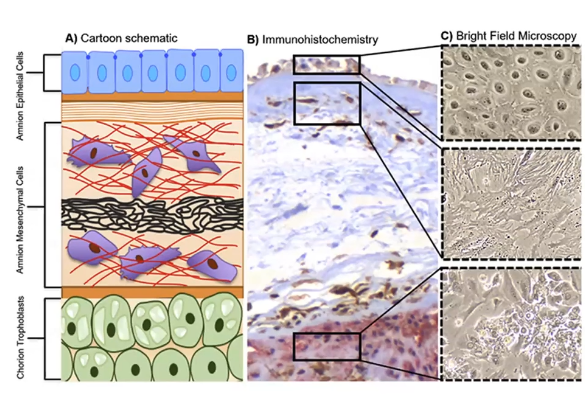 A) Cartoon schematic
B) Immunohistochemistry
C) Bright Field Microscopy
Amnion Epithelial Cells
Amnion Mesenchymal Cells
Chorion Trophoblasts